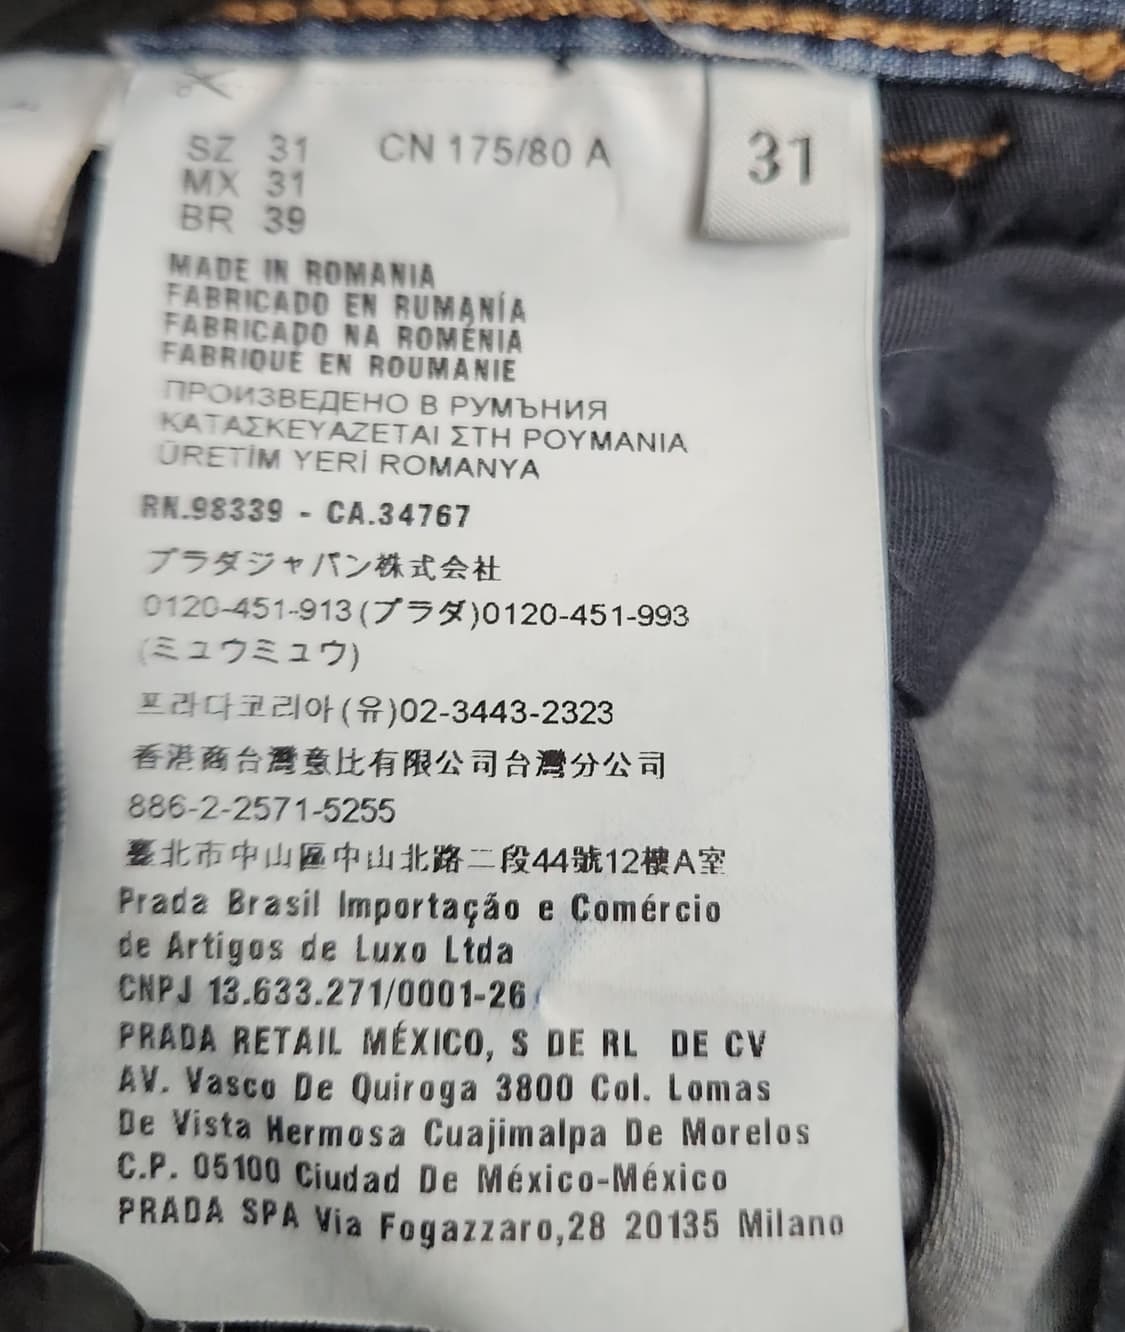 SZ 31 CN 175/80 A 31
MX 31
BR 39
MADE IN ROMANIA
FABRICADO EN RUMANÍA
FABRICADO NA ROMÉNIA
FABRIQUÉ EN ROUMANIE
ПРОИЗВЕДЕНО В РУМЪНИЯ
ΚΑΤΑΣΚΕΥΑΖΕΤΑΙ ΣΤΗ ΡΟΥΜΑΝΙΑ
ÜRETİM YERİ ROMANYA
RN.98339 - CA.34767
プラダジャパン株式会社
0120-451-913(プラダ)0120-451-993
(ミュウミュウ)
프라다코리아(유)02-3443-2323
香港商台灣意比有限公司台灣分公司
886-2-2571-5255
臺北市中山區中山北路二段44號12樓A室
Prada Brasil Importação e Comércio
de Artigos de Luxo Ltda
CNPJ 13.633.271/0001-26
PRADA RETAIL MÉXICO, S DE RL DE CV
AV. Vasco De Quiroga 3800 Col. Lomas
De Vista Hermosa Cuajimalpa De Morelos
C.P. 05100 Ciudad De México-México
PRADA SPA Via Fogazzaro,28 20135 Milano